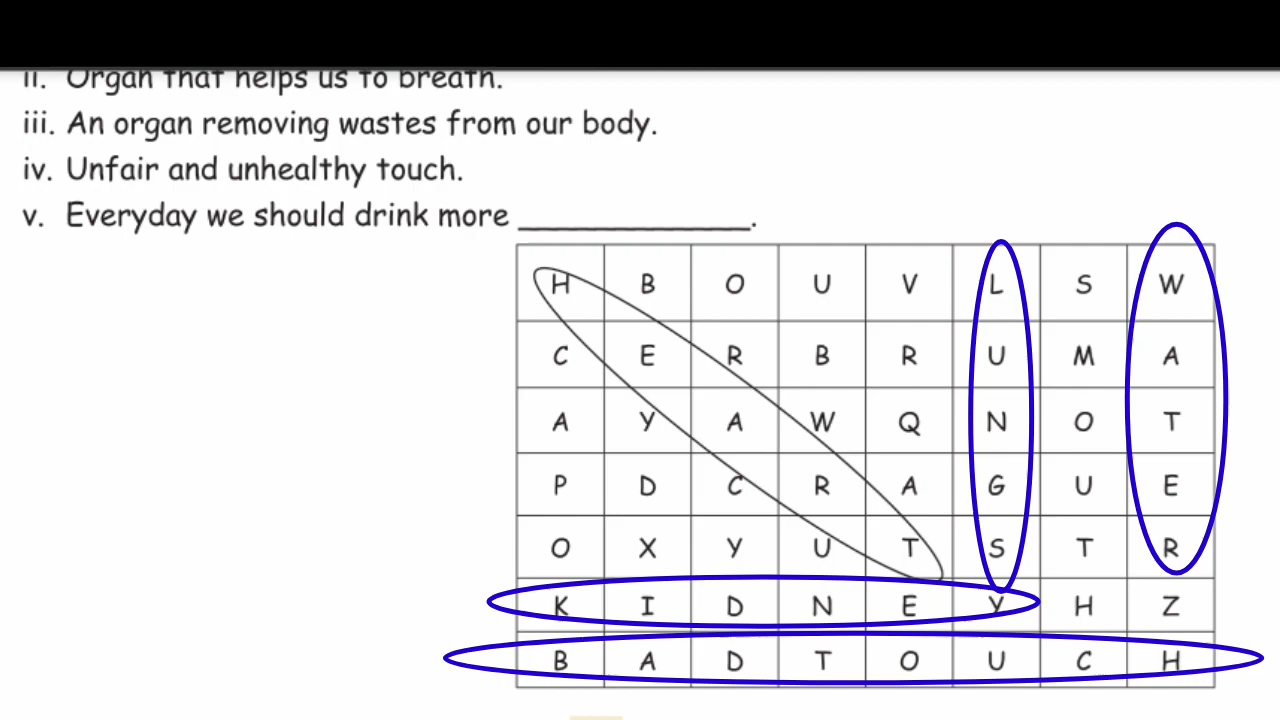 ii. Organ that helps us to breath.
iii. An organ removing wastes from our body.
iv. Unfair and unhealthy touch.
v. Everyday we should drink more _______________.
H B O U V L S W
C E R B R U M A
A Y A W Q N O T
P D C R A G U E
O X Y U T S T R
K I D N E Y H Z
B A D T O U C H